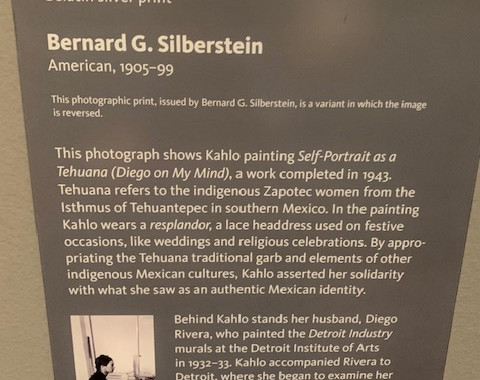 Gelatin silver print
Bernard G. Silberstein
American, 1905–99
This photographic print, issued by Bernard G. Silberstein, is a variant in which the image
is reversed.
This photograph shows Kahlo painting Self-Portrait as a
Tehuana (Diego on My Mind), a work completed in 1943.
Tehuana refers to the indigenous Zapotec women from the
Isthmus of Tehuantepec in southern Mexico. In the painting
Kahlo wears a resplandor, a lace headdress used on festive
occasions, like weddings and religious celebrations. By appro-
priating the Tehuana traditional garb and elements of other
indigenous Mexican cultures, Kahlo asserted her solidarity
with what she saw as an authentic Mexican identity.
Behind Kahlo stands her husband, Diego
Rivera, who painted the Detroit Industry
murals at the Detroit Institute of Arts
in 1932–33. Kahlo accompanied Rivera to
Detroit, where she began to examine her